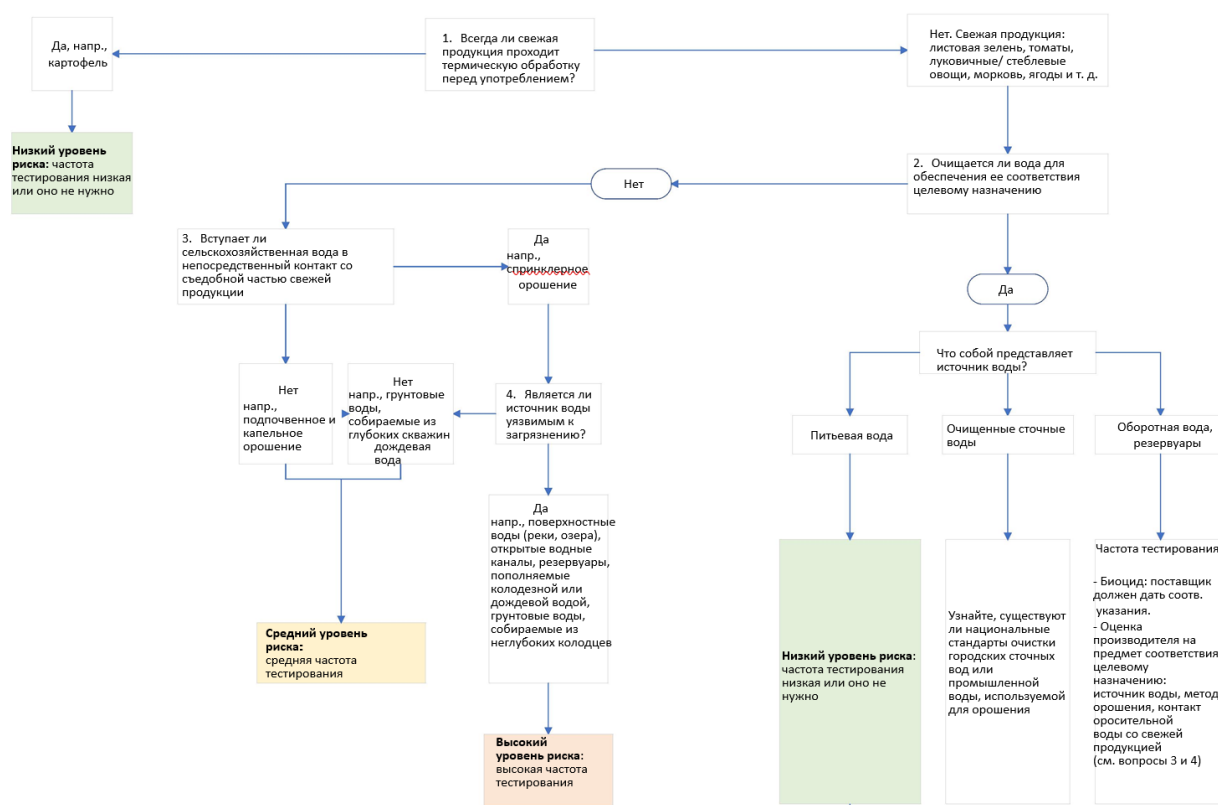 Да, напр.,
картофель
1. Всегда ли свежая
продукция проходит
термическую обработку
перед употреблением?
Нет. Свежая продукция:
листовая зелень, томаты,
луковичные/ стеблевые
овощи, морковь, ягоды и т. д.
Низкий уровень
риска: частота
тестирования низкая
или оно не нужно
2. Очищается ли вода для
обеспечения ее соответствия
целевому назначению
Нет
3. Вступает ли
сельскохозяйственная вода в
непосредственный контакт со
съедобной частью свежей
продукции
Да
напр.,
спринклерное
орошение
Да
Что собой представляет
источник воды?
Нет
напр.,
подпочвенное и
капельное
орошение
Нет
напр., грунтовые
воды,
собираемые из
глубоких скважин
дождевая
вода
4. Является ли
источник воды
уязвимым к
загрязнению?
Питьевая вода
Очищенные сточные
воды
Оборотная вода,
резервуары
Да
напр., поверхностные
воды (реки, озера),
открытые водные
каналы, резервуары,
пополняемые
колодезной или
дождевой водой,
грунтовые воды,
собираемые из
неглубоких колодцев
Средний уровень
риска:
средняя частота
тестирования
Высокий
уровень риска:
высокая частота
тестирования
Низкий уровень риска:
частота тестирования
низкая или оно не
нужно
Узнайте, существуют
ли национальные
стандарты очистки
городских сточных
вод или
промышленной
воды, используемой
для орошения
Частота тестирования
- Биоцид: поставщик
должен дать соотв.
указания.
- Оценка
производителя на
предмет соответствия
целевому
назначению:
источник воды, метод
орошения, контакт
оросительной
воды со свежей
продукцией
(см. вопросы 3 и 4)